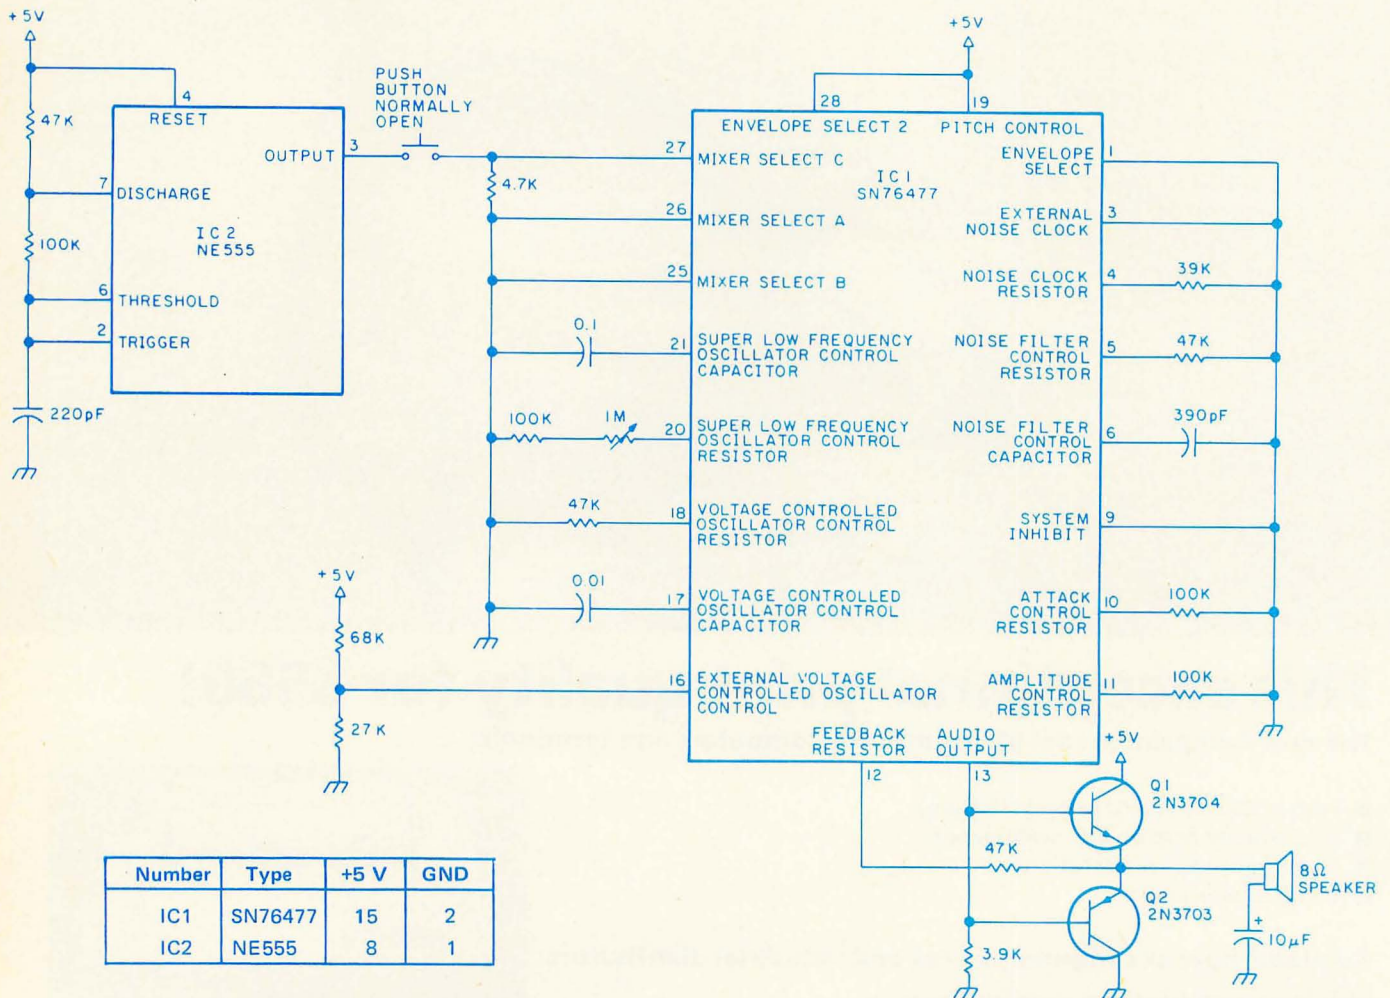 +5V
47K
4
RESET
PUSH
BUTTON
NORMALLY
OPEN
OUTPUT
3
7
DISCHARGE
IC2
NE555
100K
6
THRESHOLD
2
TRIGGER
220pF
+5V
28
19
ENVELOPE SELECT 2
PITCH CONTROL
27
MIXER SELECT C
IC1
SN76477
4.7K
26
MIXER SELECT A
25
MIXER SELECT B
0.1
21
SUPER LOW FREQUENCY
OSCILLATOR CONTROL
CAPACITOR
100K
1M
20
SUPER LOW FREQUENCY
OSCILLATOR CONTROL
RESISTOR
47K
18
VOLTAGE CONTROLLED
OSCILLATOR CONTROL
RESISTOR
0.01
17
VOLTAGE CONTROLLED
OSCILLATOR CONTROL
CAPACITOR
+5V
68K
27K
16
EXTERNAL VOLTAGE
CONTROLLED OSCILLATOR
CONTROL
ENVELOPE
SELECT
1
EXTERNAL
NOISE CLOCK
3
NOISE CLOCK
RESISTOR
4
39K
NOISE FILTER
CONTROL
RESISTOR
5
47K
NOISE FILTER
CONTROL
CAPACITOR
6
390pF
SYSTEM
INHIBIT
9
ATTACK
CONTROL
RESISTOR
10
100K
AMPLITUDE
CONTROL
RESISTOR
11
100K
FEEDBACK
RESISTOR
AUDIO
OUTPUT
12
13
+5V
Q1
2N3704
47K
8Ω
SPEAKER
Q2
2N3703
3.9K
+
10μF
Number Type +5 V GND
IC1 SN76477 15 2
IC2 NE555 8 1